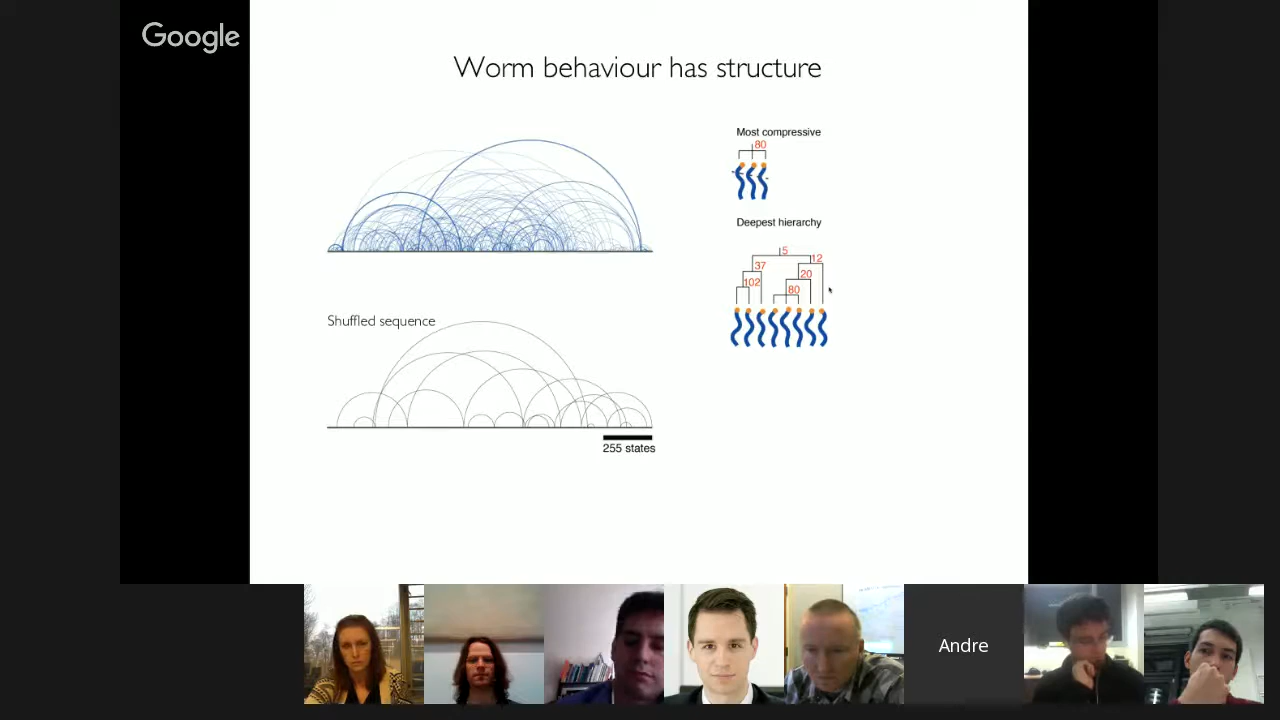 Google
Worm behaviour has structure
Most compressive
80
Deepest hierarchy
5
12
37
20
102
80
Shuffled sequence
255 states
Andre